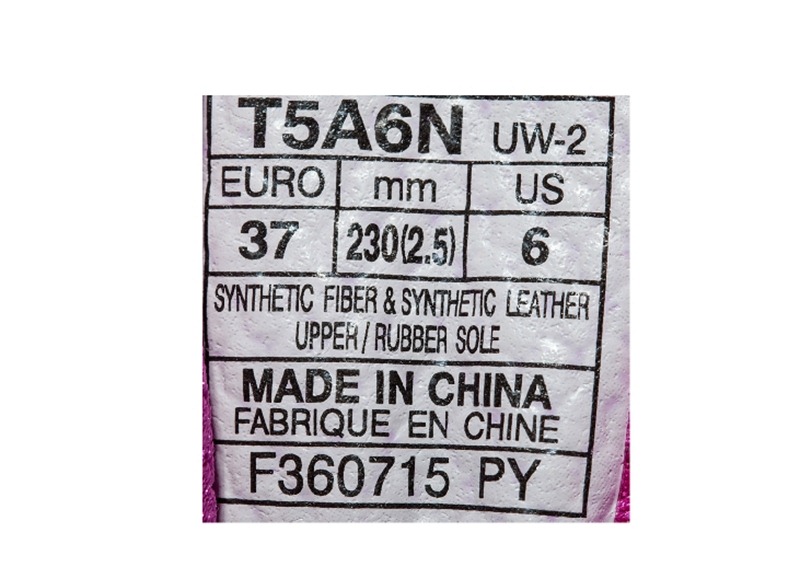 T5A6N UW-2
EURO mm US
37 230(2.5) 6
SYNTHETIC FIBER & SYNTHETIC LEATHER
UPPER / RUBBER SOLE
MADE IN CHINA
FABRIQUE EN CHINE
F360715 PY